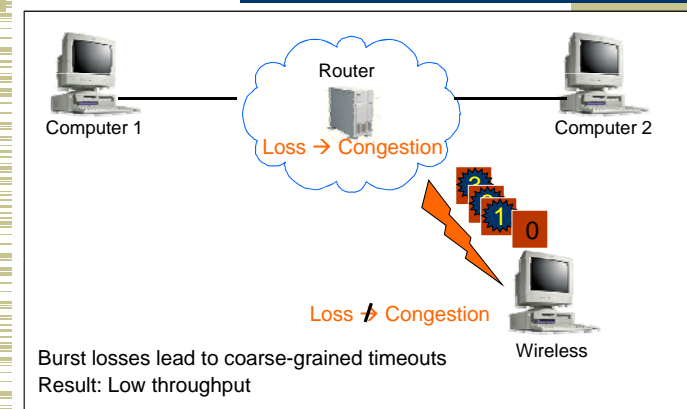 Router
Computer 1
Computer 2
Loss → Congestion
1
0
Loss ↛ Congestion
Wireless
Burst losses lead to coarse-grained timeouts
Result: Low throughput